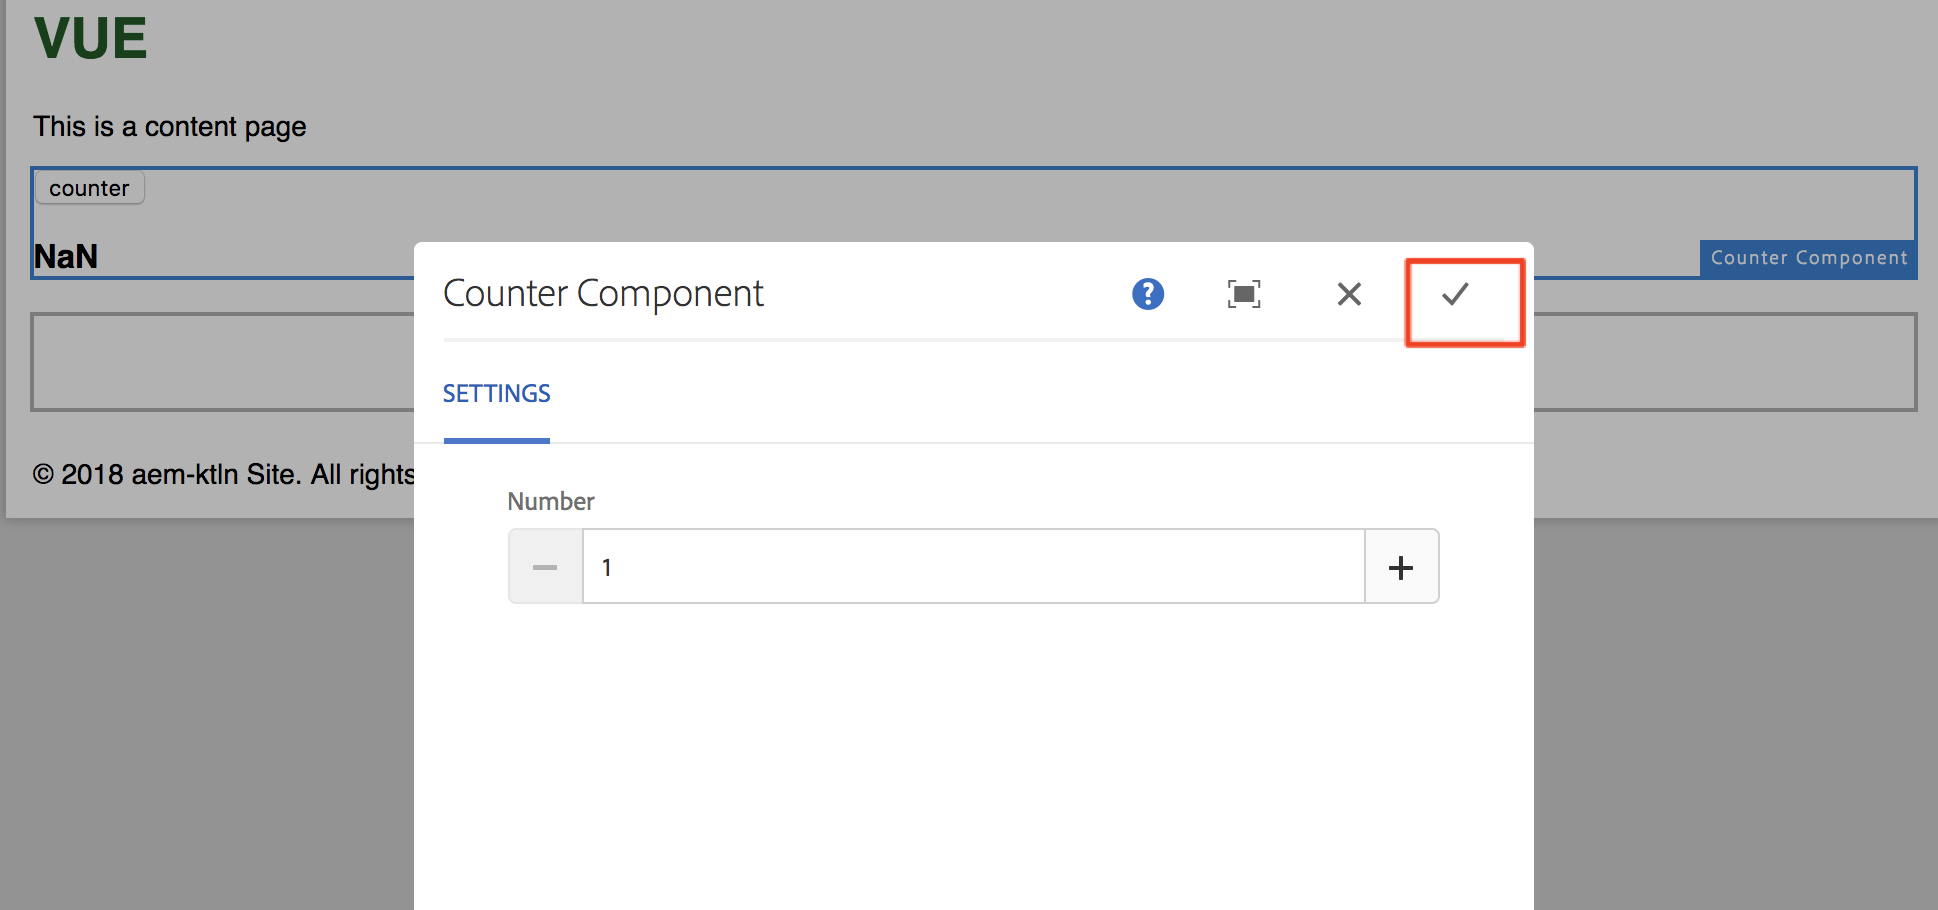 VUE
This is a content page
counter
NaN
Counter Component
Counter Component
?
SETTINGS
Number
1
© 2018 aem-ktln Site. All rights